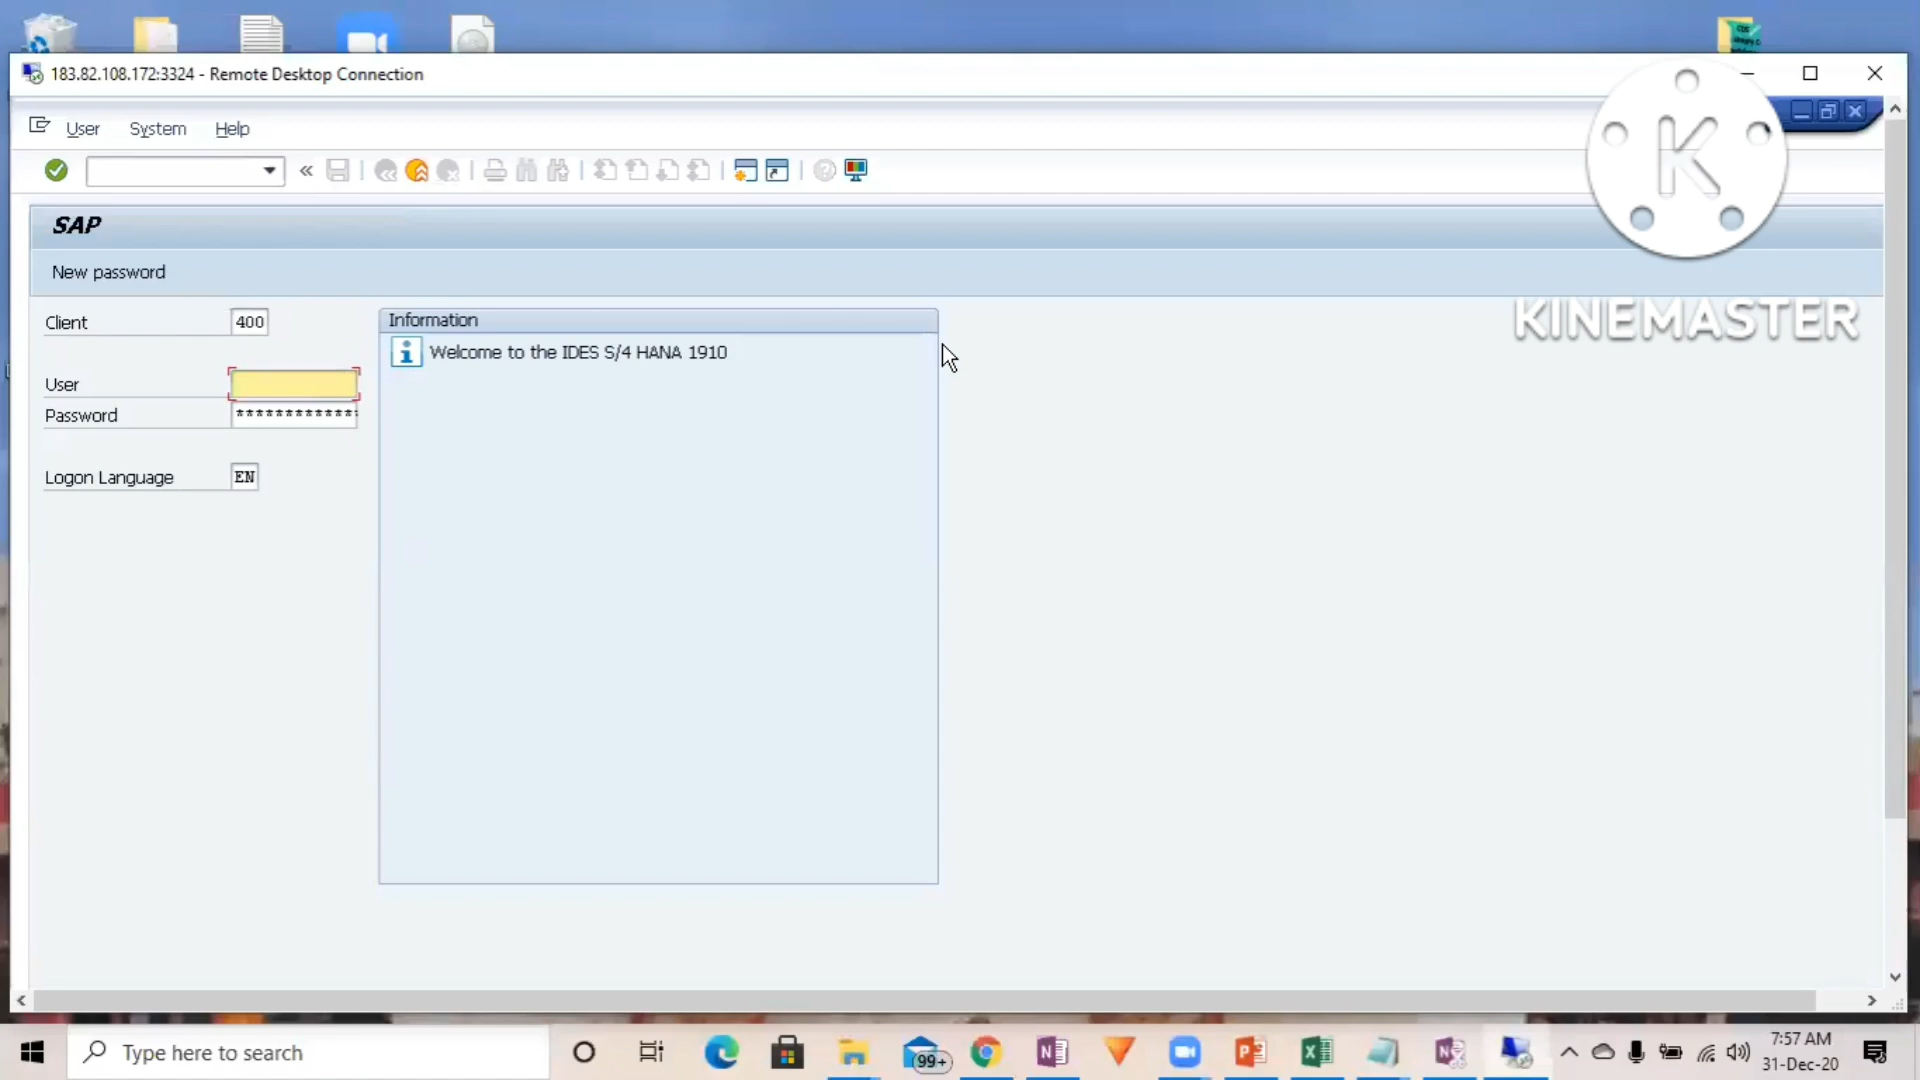 183.82.108.172:3324 - Remote Desktop Connection
User System Help
SAP
New password
Client 400
Information
Welcome to the IDES S/4 HANA 1910
User
Password *************
Logon Language EN
K
KINEMASTER
Type here to search
99+
7:57 AM
31-Dec-20